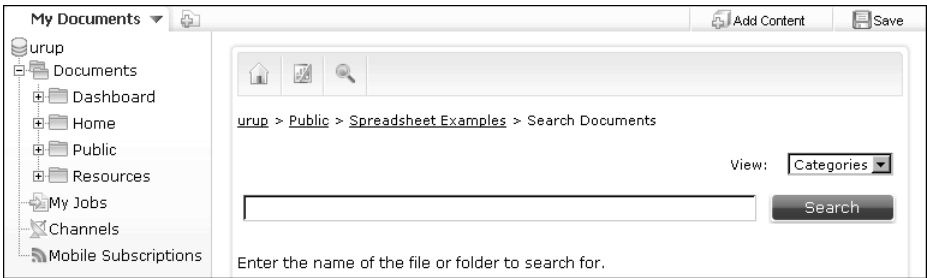 My Documents
Add Content
Save
urup
Documents
Dashboard
Home
Public
Resources
My Jobs
Channels
Mobile Subscriptions
urup > Public > Spreadsheet Examples > Search Documents
View: Categories
Search
Enter the name of the file or folder to search for.